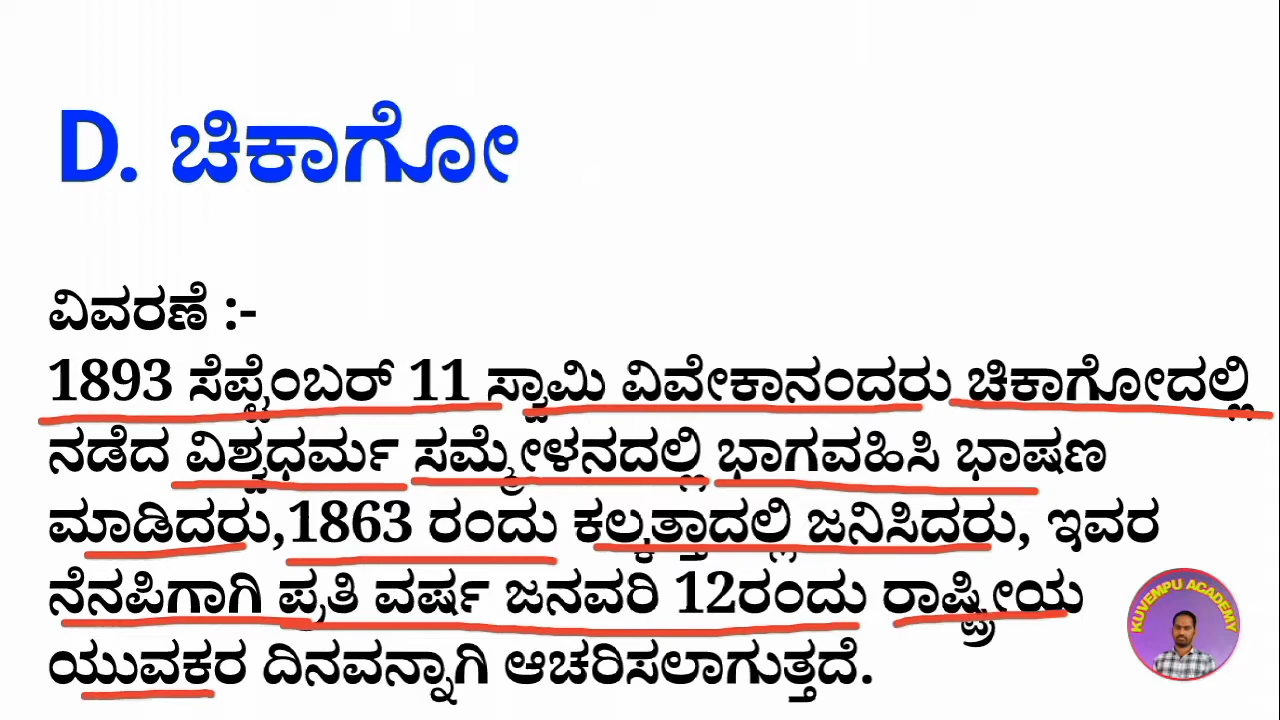 D. ಚಿಕಾಗೋ
ವಿವರಣೆ :-
1893 ಸೆಪ್ಟೆಂಬರ್ 11 ಸ್ವಾಮಿ ವಿವೇಕಾನಂದರು ಚಿಕಾಗೋದಲ್ಲಿ
ನಡೆದ ವಿಶ್ವಧರ್ಮ ಸಮ್ಮೇಳನದಲ್ಲಿ ಭಾಗವಹಿಸಿ ಭಾಷಣ
ಮಾಡಿದರು,1863 ರಂದು ಕಲ್ಕತ್ತಾದಲ್ಲಿ ಜನಿಸಿದರು, ಇವರ
ನೆನಪಿಗಾಗಿ ಪ್ರತಿ ವರ್ಷ ಜನವರಿ 12ರಂದು ರಾಷ್ಟ್ರೀಯ
ಯುವಕರ ದಿನವನ್ನಾಗಿ ಆಚರಿಸಲಾಗುತ್ತದೆ.
KUVEMPU ACADEMY